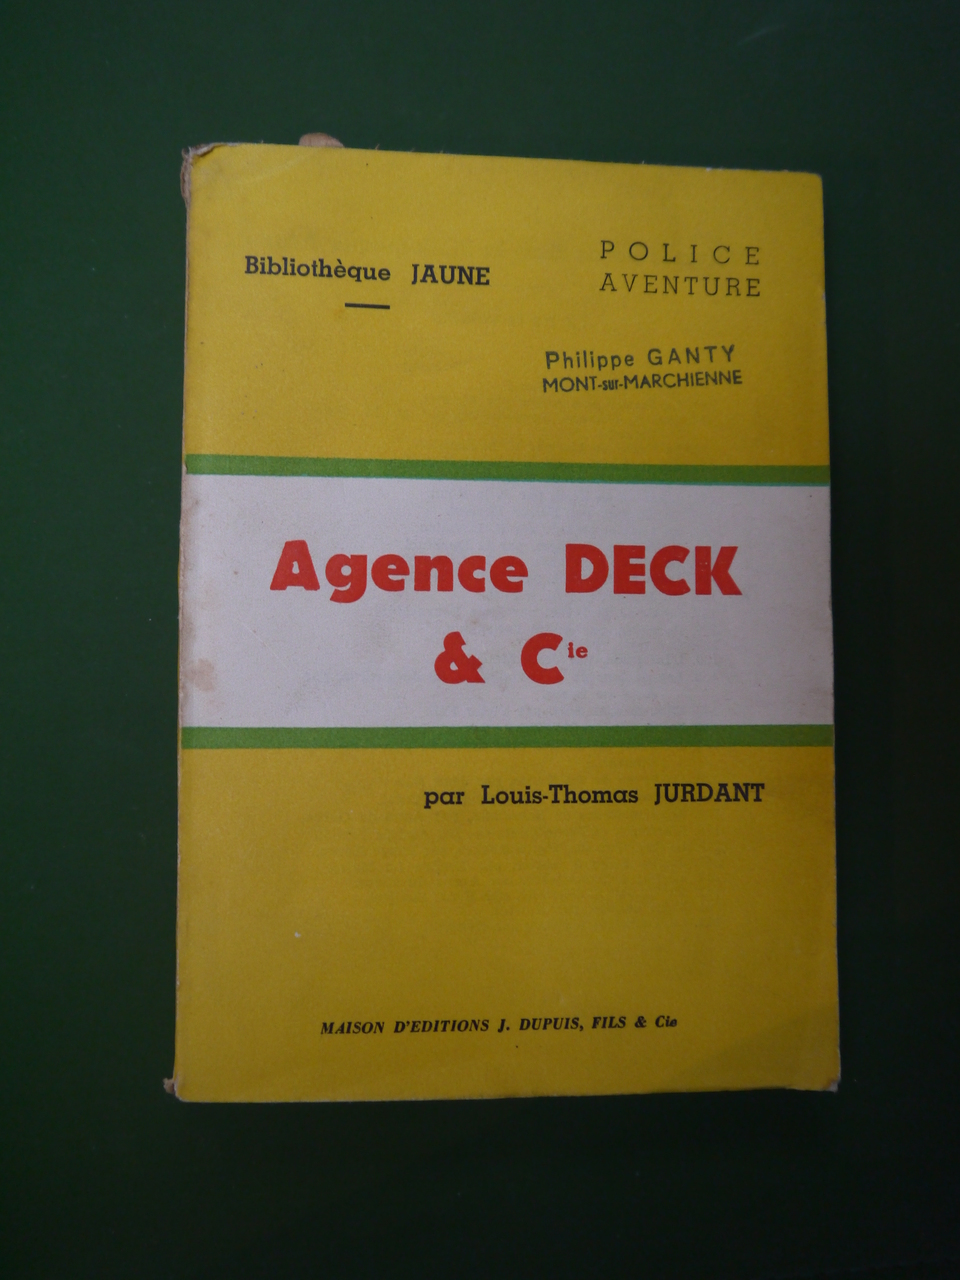 Bibliothèque JAUNE
POLICE
AVENTURE
Philippe GANTY
MONT-sur-MARCHIENNE
Agence DECK
& Cie
par Louis-Thomas JURDANT
MAISON D'EDITIONS J. DUPUIS, FILS & Cie